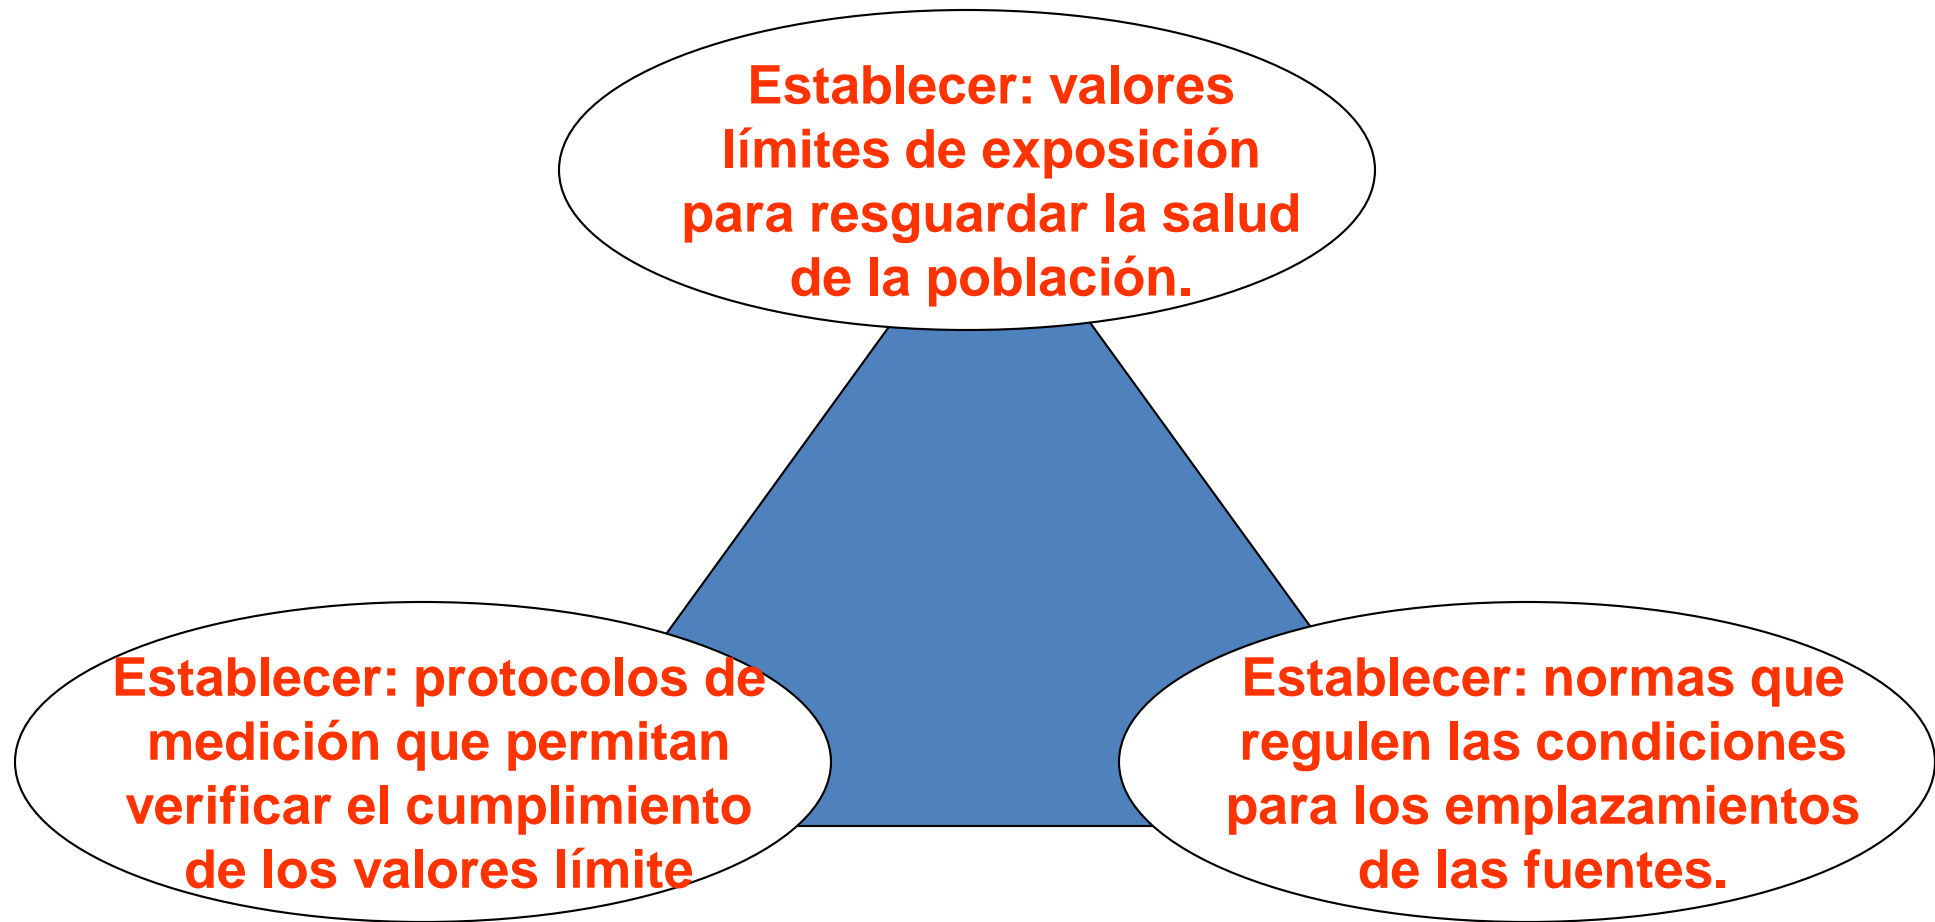 Establecer: valores
límites de exposición
para resguardar la salud
de la población.
Establecer: protocolos de
medición que permitan
verificar el cumplimiento
de los valores límite
Establecer: normas que
regulen las condiciones
para los emplazamientos
de las fuentes.